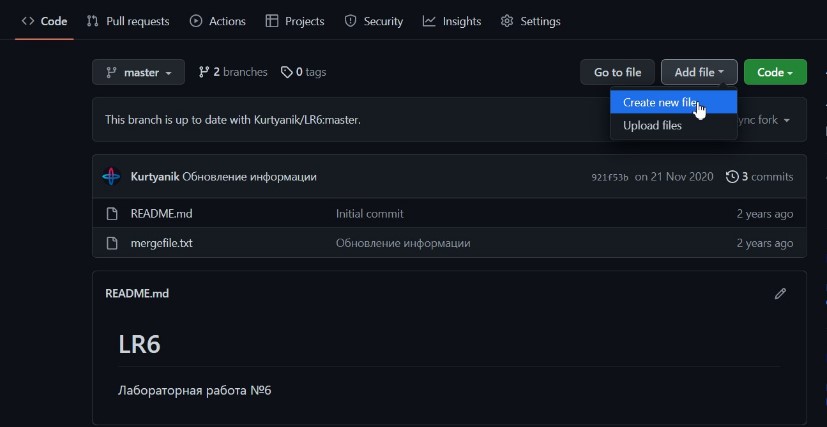 Code Pull requests Actions Projects Security Insights Settings
master 2 branches 0 tags Go to file Add file Code
Create new file
This branch is up to date with Kurtyanik/LR6:master. ync fork
Upload files
Kurtyanik Обновление информации 921f53b on 21 Nov 2020 3 commits
README.md Initial commit 2 years ago
mergefile.txt Обновление информации 2 years ago
README.md
LR6
Лабораторная работа №6